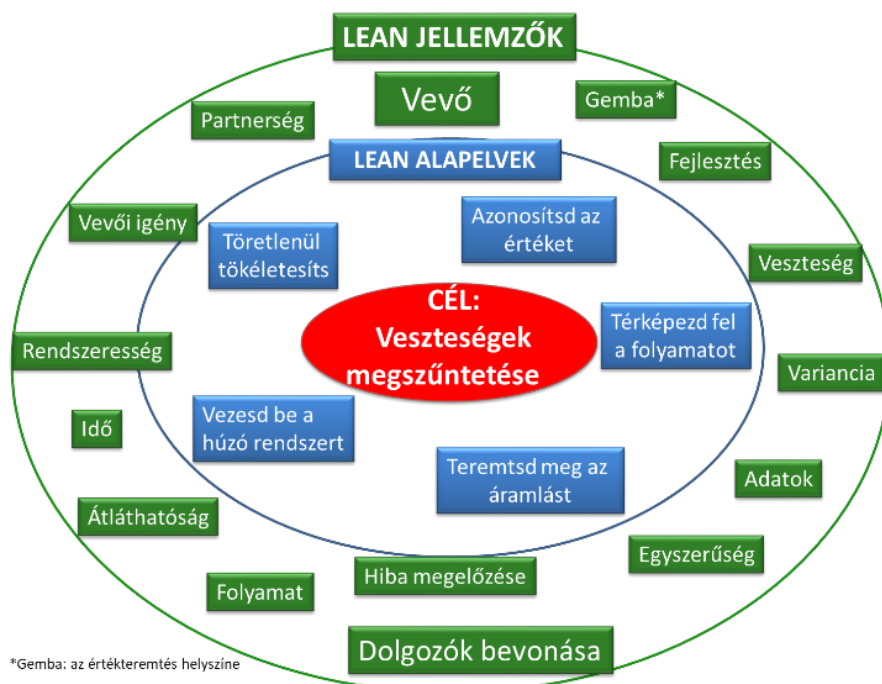 LEAN JELLEMZŐK
Vevő
Gemba*
Partnerség
Fejlesztés
LEAN ALAPELVEK
Vevői igény
Azonosítsd az
értéket
Töretlenül
tökéletesíts
Veszteség
CÉL:
Veszteségek
megszűntetése
Térképezd fel
a folyamatot
Rendszeresség
Variancia
Idő
Vezesd be a
húzó rendszert
Teremtsd meg az
áramlást
Adatok
Átláthatóság
Egyszerűség
Folyamat
Hiba megelőzése
Dolgozók bevonása
*Gemba: az értékteremtés helyszíne